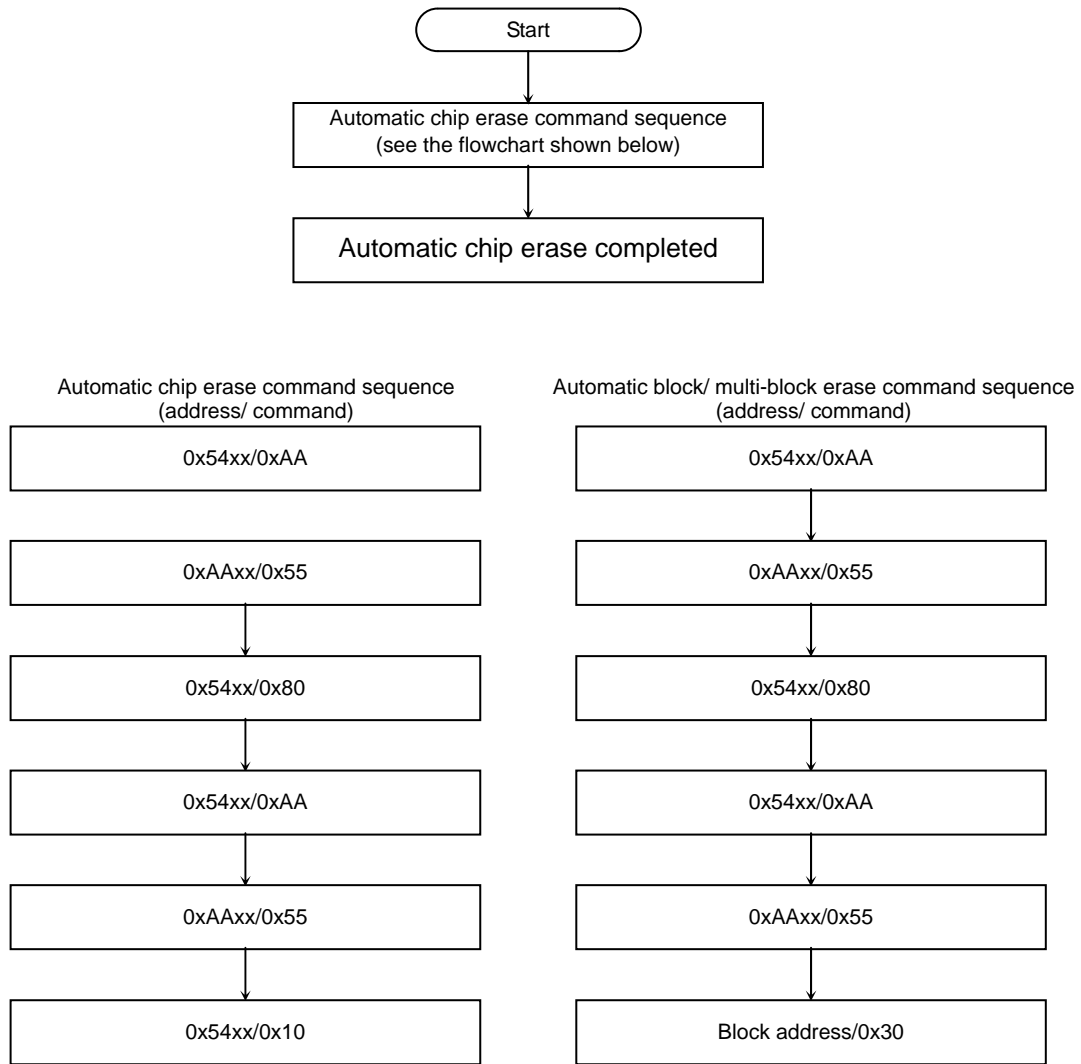 Start
Automatic chip erase command sequence
(see the flowchart shown below)
Automatic chip erase completed
Automatic chip erase command sequence
(address/ command)
0x54xx/0xAA
0xAAxx/0x55
0x54xx/0x80
0x54xx/0xAA
0xAAxx/0x55
0x54xx/0x10
Automatic block/ multi-block erase command sequence
(address/ command)
0x54xx/0xAA
0xAAxx/0x55
0x54xx/0x80
0x54xx/0xAA
0xAAxx/0x55
Block address/0x30